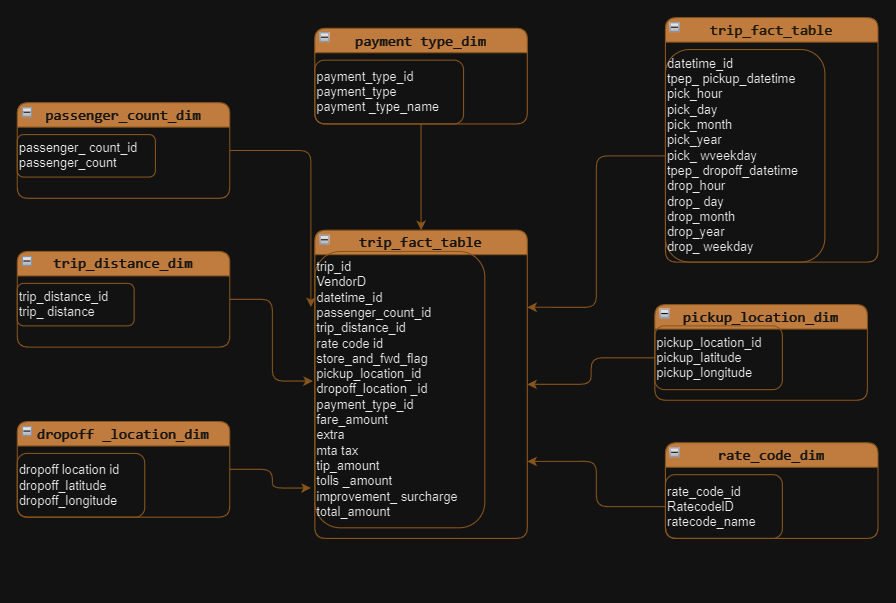 payment type_dim
payment_type_id
payment_type
payment _type_name
trip_fact_table
datetime_id
tpep_ pickup_datetime
pick_hour
pick_day
pick_month
pick_year
pick_ wveekday
tpep_ dropoff_datetime
drop_hour
drop_ day
drop_month
drop_year
drop_ weekday
passenger_count_dim
passenger_ count_id
passenger_count
trip_fact_table
trip_id
VendorD
datetime_id
passenger_count_id
trip_distance_id
rate code id
store_and_fwd_flag
pickup_location_id
dropoff_location _id
payment_type_id
fare_amount
extra
mta tax
tip_amount
tolls _amount
improvement_ surcharge
total_amount
trip_distance_dim
trip_distance_id
trip_ distance
pickup_location_dim
pickup_location_id
pickup_latitude
pickup_longitude
dropoff _location_dim
dropoff location id
dropoff_latitude
dropoff_longitude
rate_code_dim
rate_code_id
RatecodeID
ratecode_name